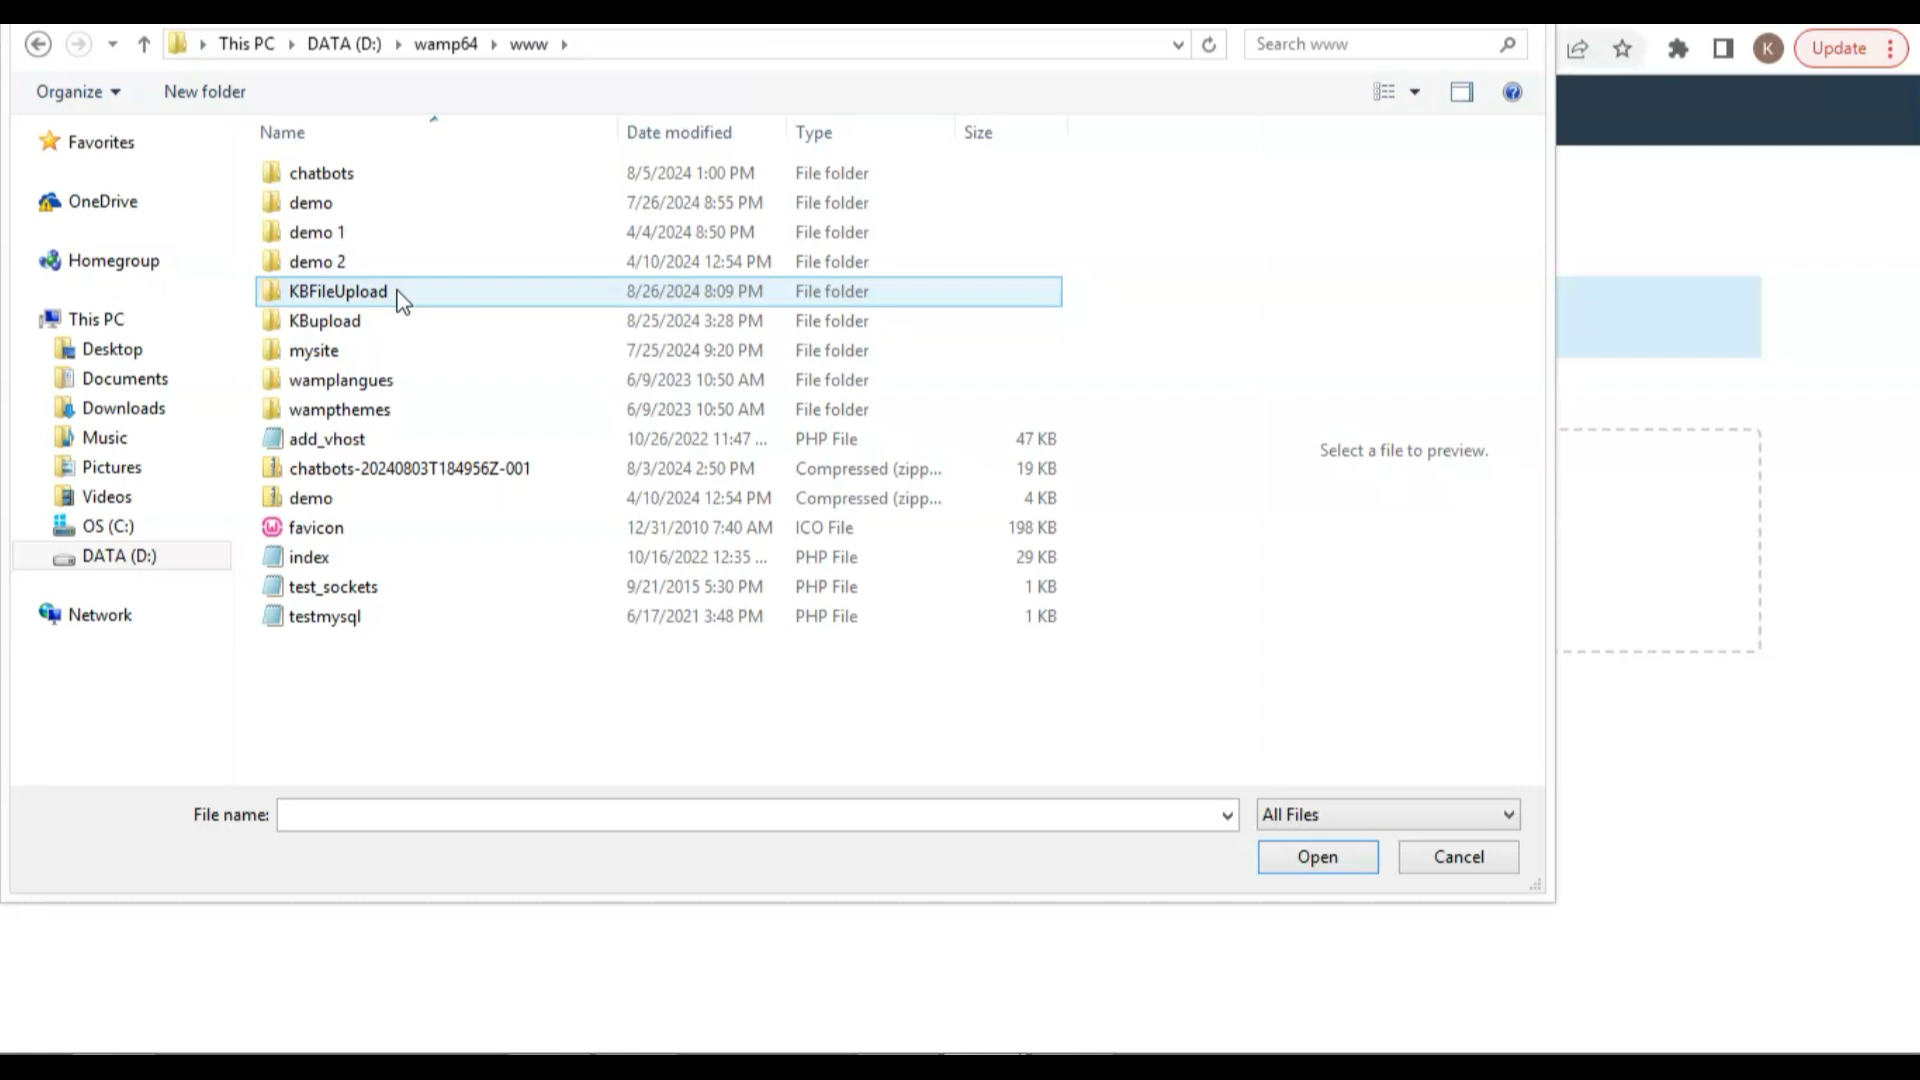 This PC DATA (D:) wamp64 www Search www
K Update
Organize New folder
Name Date modified Type Size
Favorites
OneDrive
Homegroup
This PC
Desktop
Documents
Downloads
Music
Pictures
Videos
OS (C:)
DATA (D:)
Network
chatbots 8/5/2024 1:00 PM File folder
demo 7/26/2024 8:55 PM File folder
demo 1 4/4/2024 8:50 PM File folder
demo 2 4/10/2024 12:54 PM File folder
KBFileUpload 8/26/2024 8:09 PM File folder
KBupload 8/25/2024 3:28 PM File folder
mysite 7/25/2024 9:20 PM File folder
wamplangues 6/9/2023 10:50 AM File folder
wampthemes 6/9/2023 10:50 AM File folder
add_vhost 10/26/2022 11:47 ... PHP File 47 KB
chatbots-20240803T184956Z-001 8/3/2024 2:50 PM Compressed (zipp... 19 KB
demo 4/10/2024 12:54 PM Compressed (zipp... 4 KB
favicon 12/31/2010 7:40 AM ICO File 198 KB
index 10/16/2022 12:35 ... PHP File 29 KB
test_sockets 9/21/2015 5:30 PM PHP File 1 KB
testmysql 6/17/2021 3:48 PM PHP File 1 KB
Select a file to preview.
File name: All Files
Open Cancel